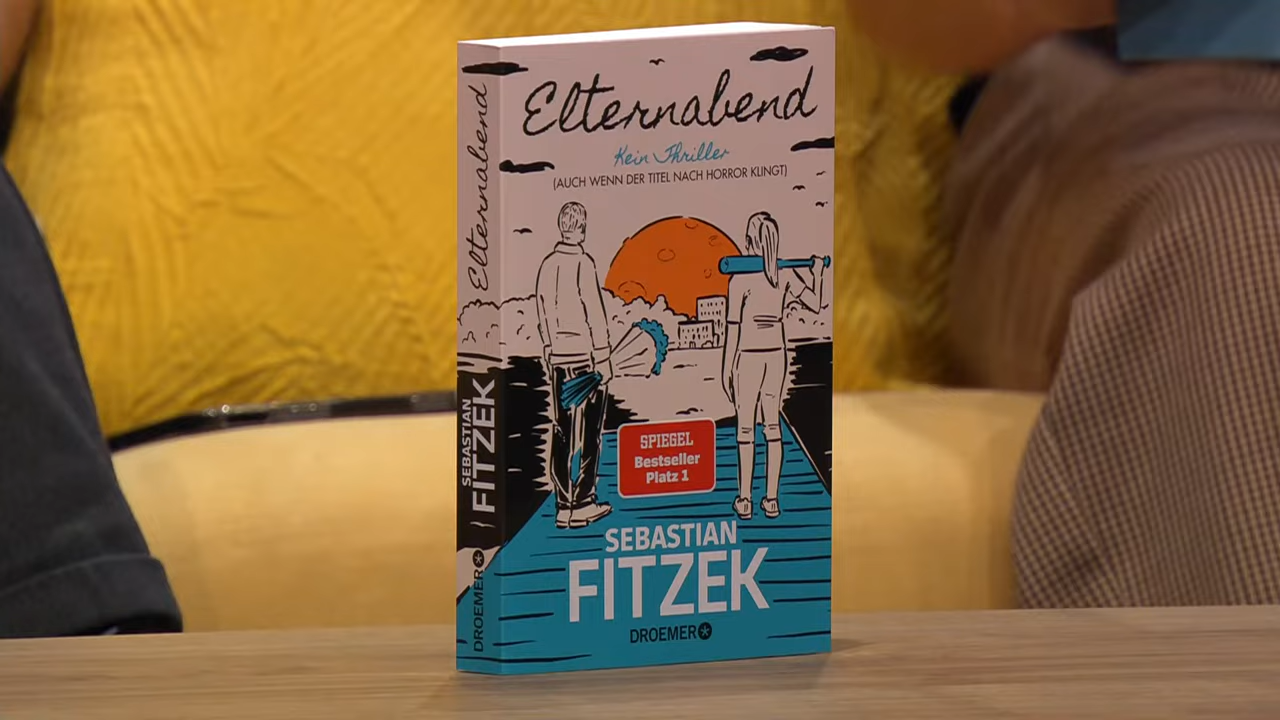 Elternabend
Kein Thriller
(AUCH WENN DER TITEL NACH HORROR KLINGT)
SPIEGEL
Bestseller
Platz 1
SEBASTIAN
FITZEK
DROEMER
Elternabend
SEBASTIAN
FITZEK
DROEMER